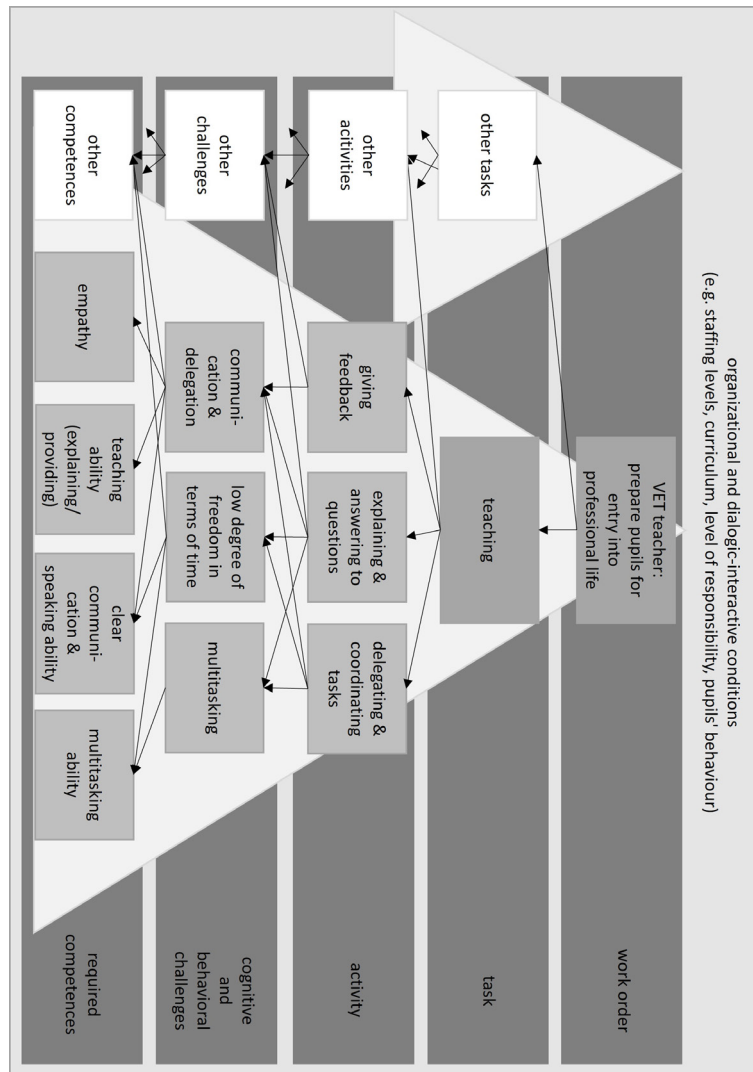 organizational and dialogic-interactive conditions
(e.g. staffing levels, curriculum, level of responsibility, pupils' behaviour)
VET teacher:
prepare pupils for
entry into
professional life
work order
other tasks
teaching
task
other
acitivities
giving
feedback
explaining &
answering to
questions
delegating &
coordinating
tasks
activity
other
challenges
communi-
cation &
delegation
low degree of
freedom in
terms of time
multitasking
cognitive
and
behavioral
challenges
other
competences
empathy
teaching
ability
(explaining/
providing)
clear
communi-
cation &
speaking ability
multitasking
ability
required
competences